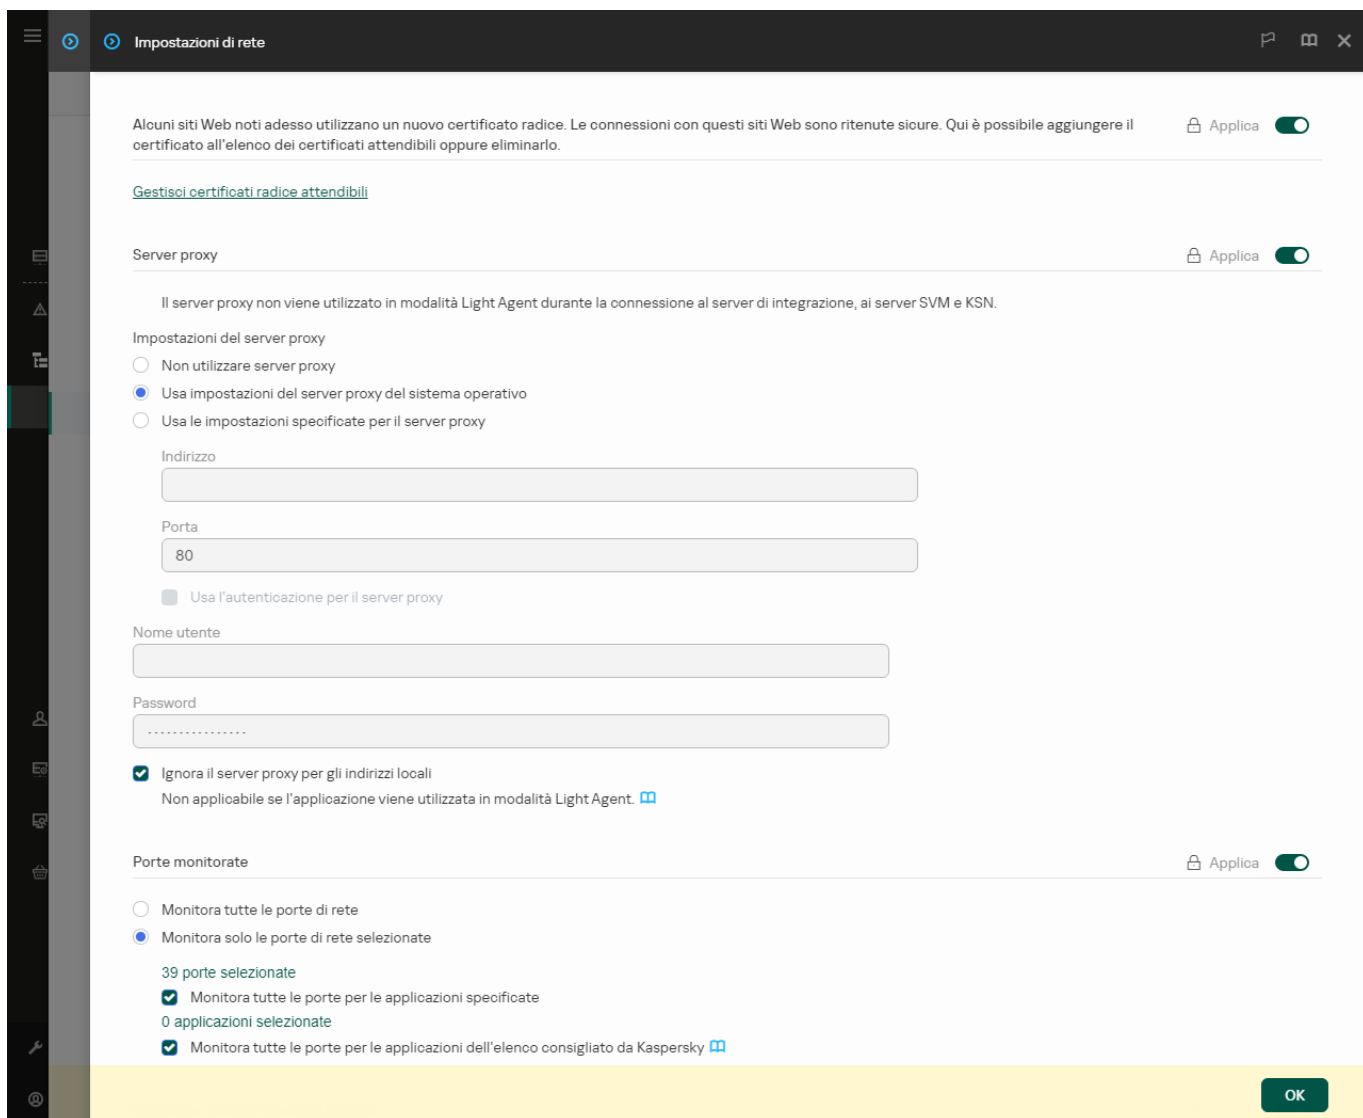 Impostazioni di rete
Alcuni siti Web noti adesso utilizzano un nuovo certificato radice. Le connessioni con questi siti Web sono ritenute sicure. Qui è possibile aggiungere il
certificato all'elenco dei certificati attendibili oppure eliminarlo.
Applica
Gestisci certificati radice attendibili
Server proxy
Applica
Il server proxy non viene utilizzato in modalità Light Agent durante la connessione al server di integrazione, ai server SVM e KSN.
Impostazioni del server proxy
Non utilizzare server proxy
Usa impostazioni del server proxy del sistema operativo
Usa le impostazioni specificate per il server proxy
Indirizzo
Porta
80
Usa l'autenticazione per il server proxy
Nome utente
Password
Ignora il server proxy per gli indirizzi locali
Non applicabile se l'applicazione viene utilizzata in modalità Light Agent.
Porte monitorate
Applica
Monitora tutte le porte di rete
Monitora solo le porte di rete selezionate
39 porte selezionate
Monitora tutte le porte per le applicazioni specificate
0 applicazioni selezionate
Monitora tutte le porte per le applicazioni dell'elenco consigliato da Kaspersky
OK